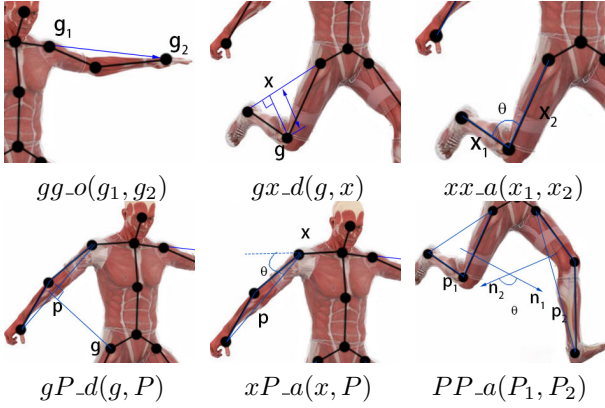 g₁ g₂
x
g
θ
x₂
x₁
gg_o(g₁, g₂) gx_d(g, x) xx_a(x₁, x₂)
x
θ
p
g
p
p₁
n₂ n₁
θ
p₂
gP_d(g, P) xP_a(x, P) PP_a(P₁, P₂)